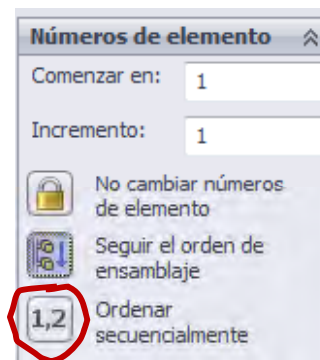 Números de elemento
Comenzar en: 1
Incremento: 1
No cambiar números
de elemento
Seguir el orden de
ensamblaje
1,2 Ordenar
secuencialmente